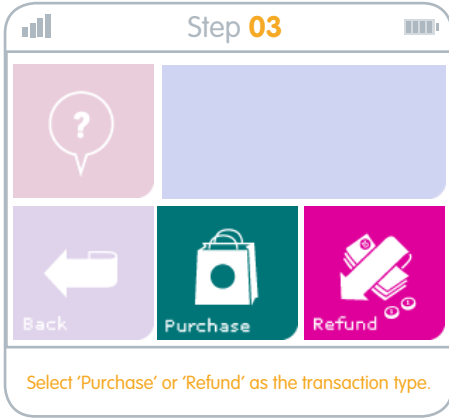 Step 03
?
Back
Purchase
Refund
Select ‘Purchase’ or ‘Refund’ as the transaction type.